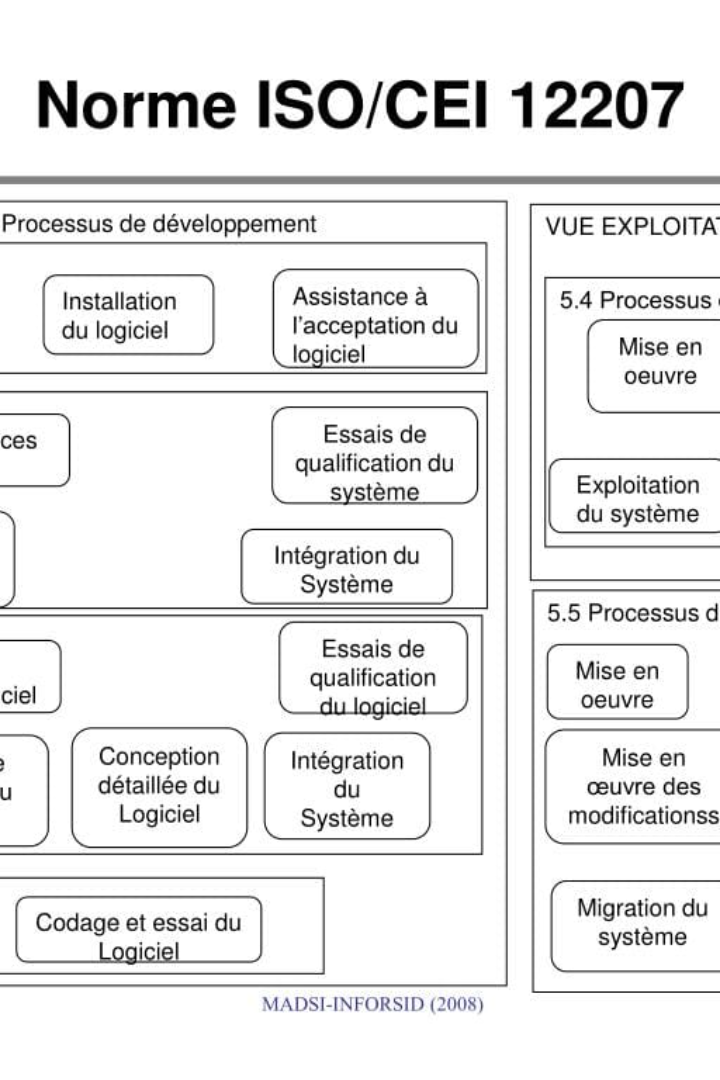 Norme ISO/CEI 12207
Processus de développement
Installation
du logiciel
Assistance à
l'acceptation du
logiciel
ces
Essais de
qualification du
système
Intégration du
Système
Essais de
qualification
du logiciel
ciel
e
u
Conception
détaillée du
Logiciel
Intégration
du
Système
Codage et essai du
Logiciel
VUE EXPLOITAT
5.4 Processus
Mise en
oeuvre
Exploitation
du système
5.5 Processus d
Mise en
oeuvre
Mise en
œuvre des
modificationss
Migration du
système
MADSI-INFORSID (2008)